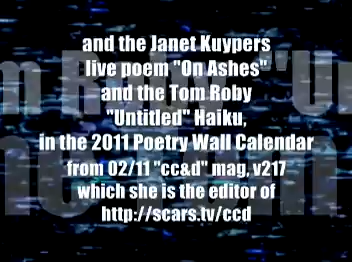 and the Janet Kuypers
live poem "On Ashes"
and the Tom Roby
"Untitled" Haiku,
in the 2011 Poetry Wall Calendar
from 02/11 "cc&d" mag, v217
which she is the editor of
http://scars.tv/ccd